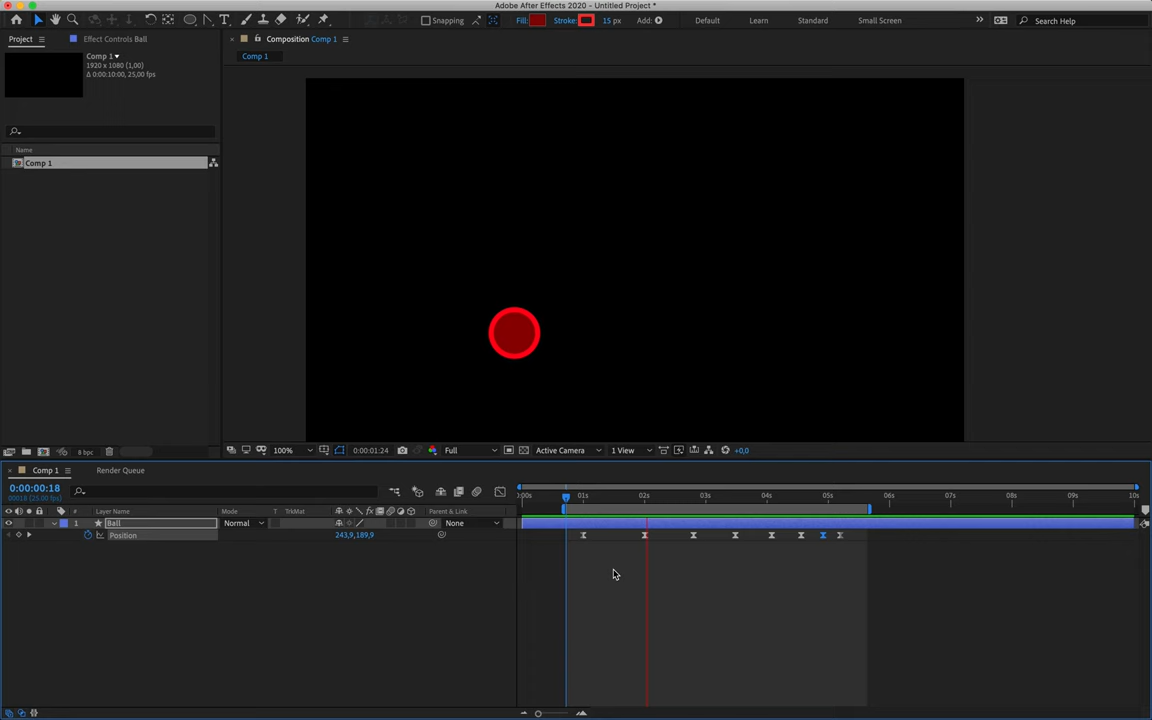 Adobe After Effects 2020 – Untitled Project *
Snapping Fill: Stroke: 15 px Add: Default Learn Standard Small Screen Search Help
Project Effect Controls Ball Composition Comp 1
Comp 1
1920 x 1080 (1,00)
Δ 0:00:10:00, 25,00 fps
Comp 1
Name
Comp 1
8 bpc 100% 0:00:01:24 Full Active Camera 1 View +0,0
Comp 1 Render Queue
0:00:00:18
00018 (25.00 fps)
:00s 01s 02s 03s 04s 05s 06s 07s 08s 09s 10s
# Layer Name Mode T TrkMat Parent & Link
1 Ball Normal None
Position 243,9,189,9